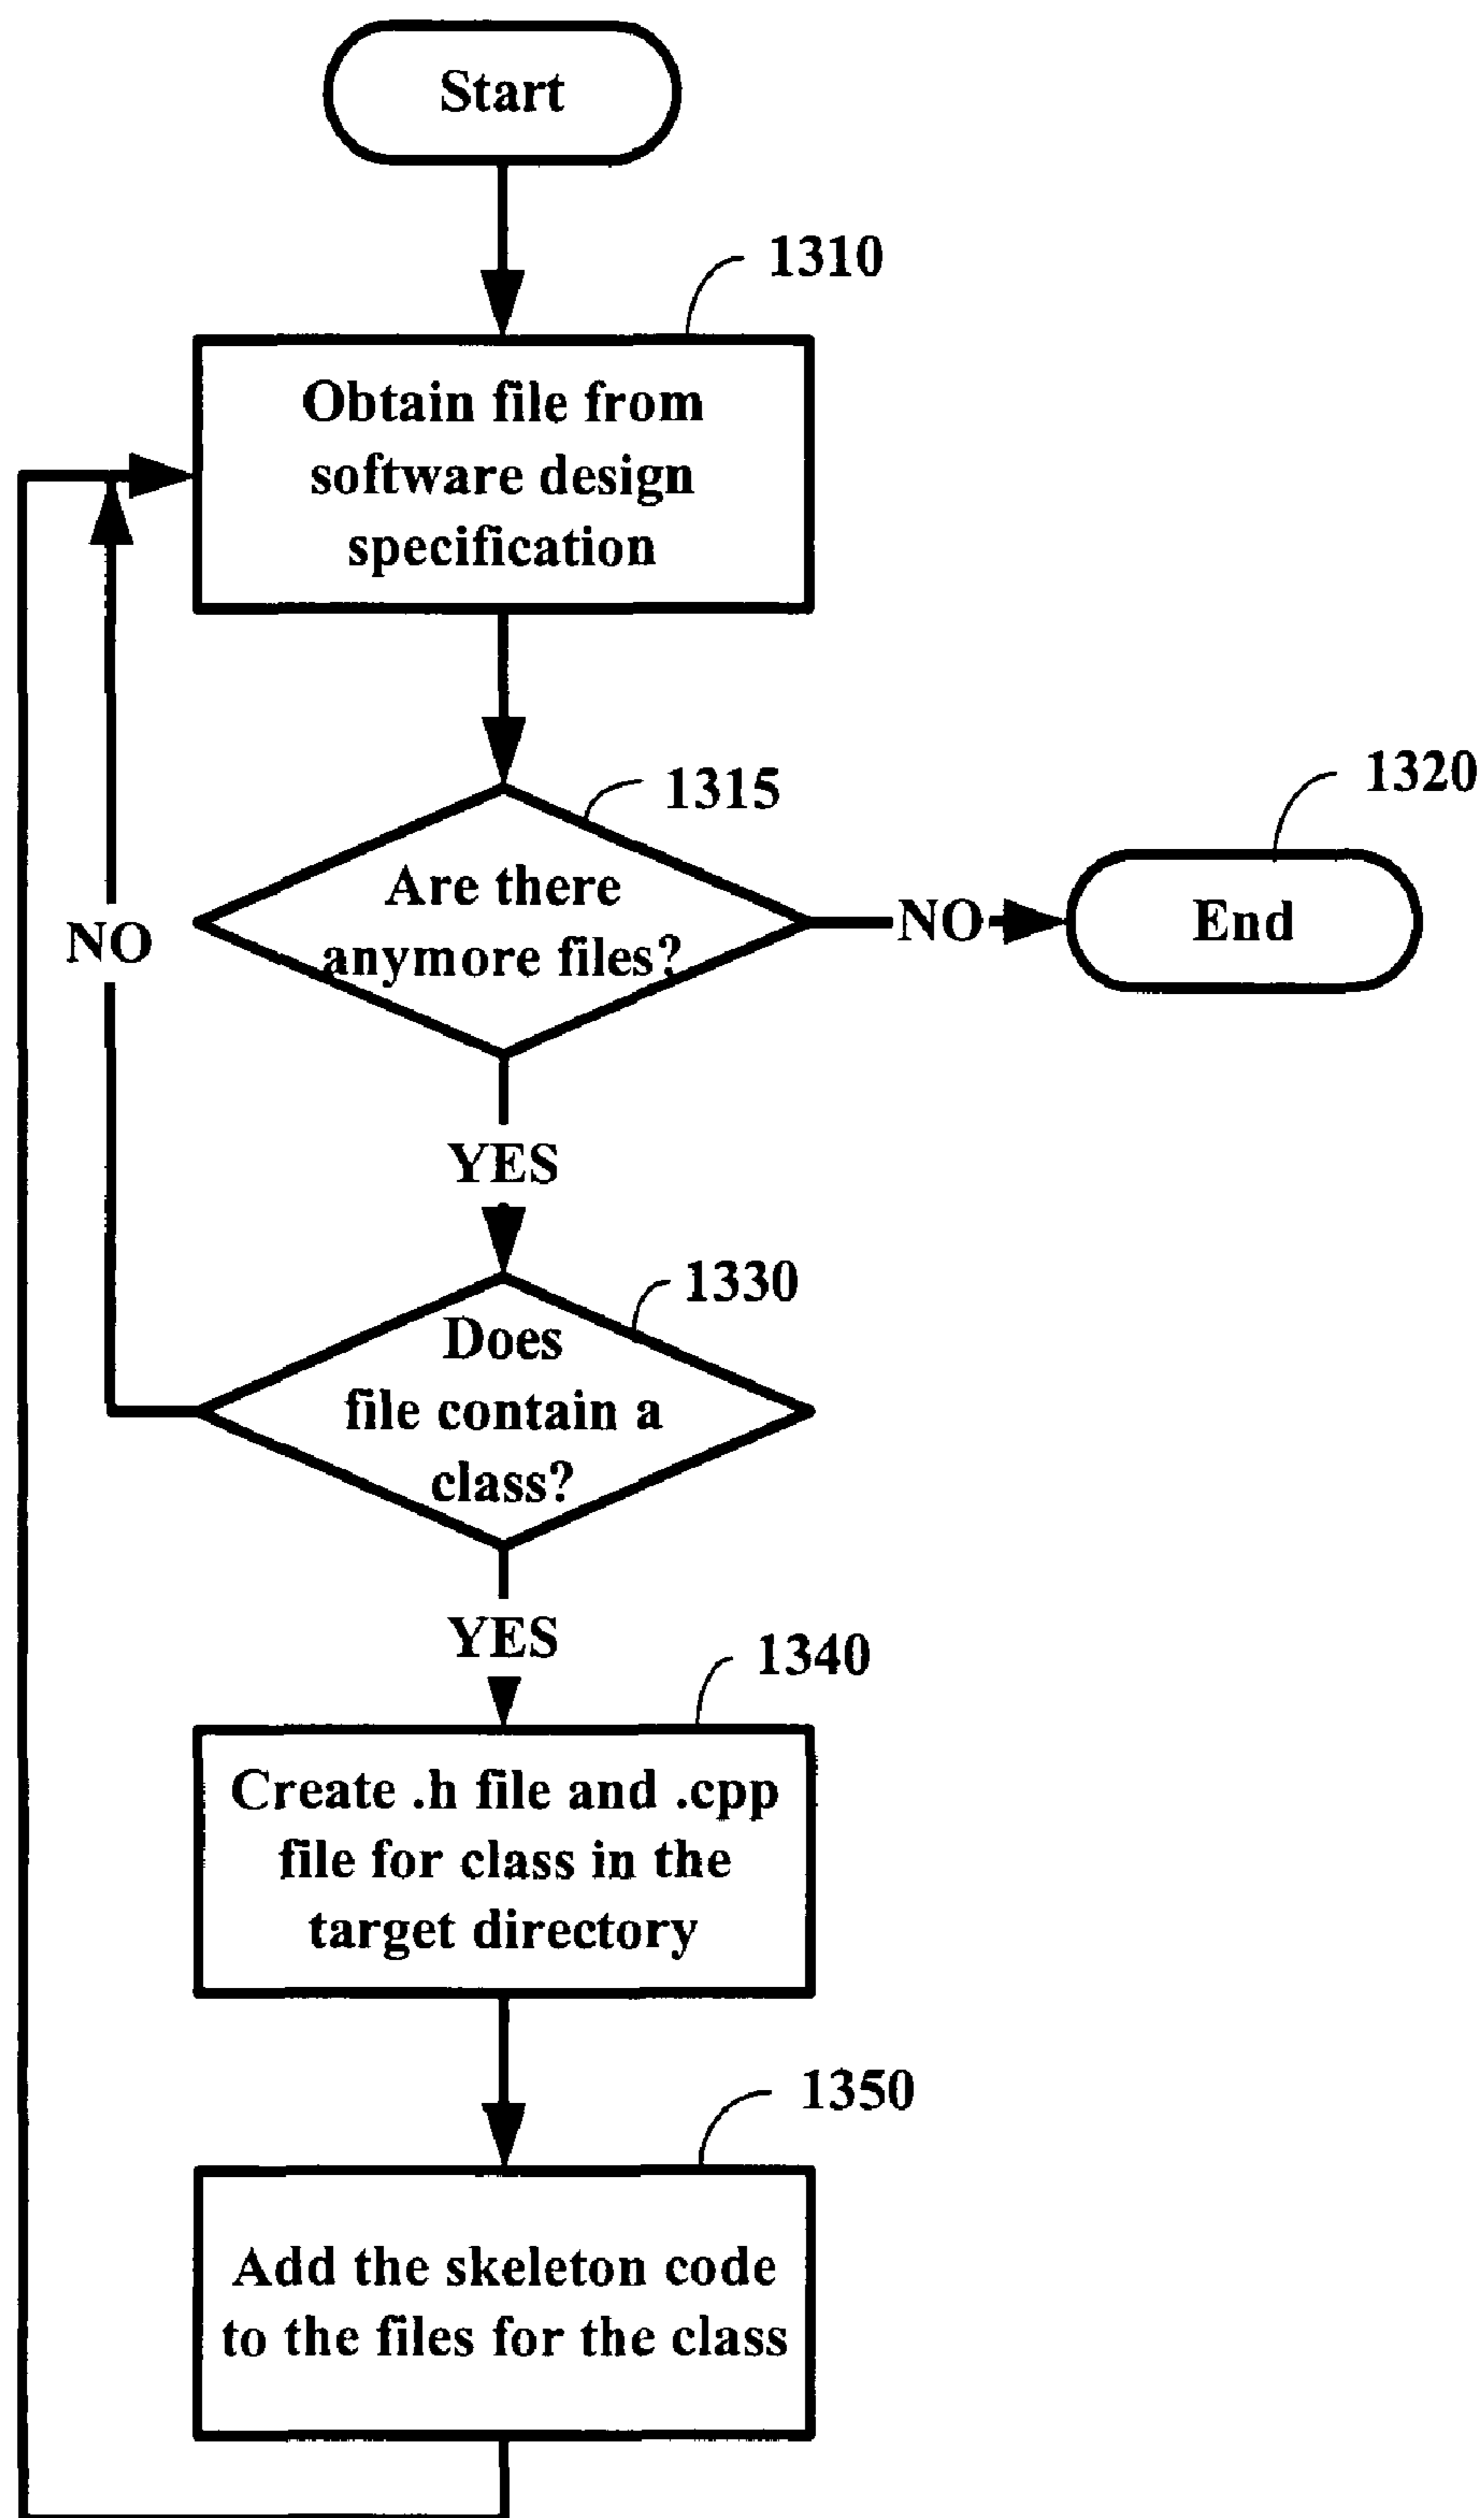 Start
1310
Obtain file from
software design
specification
1315
1320
Are there
anymore files?
NO
End
NO
YES
1330
Does
file contain a
class?
YES
1340
Create .h file and .cpp
file for class in the
target directory
1350
Add the skeleton code
to the files for the class